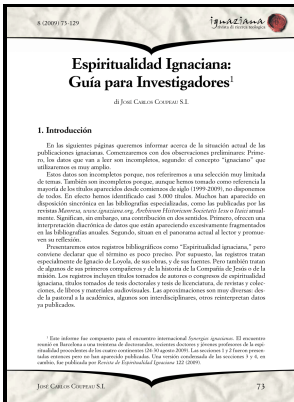 8 (2009) 73-129
ignaziana
rivista di ricerca teologica
Espiritualidad Ignaciana:
Guía para Investigadores¹
di JOSÉ CARLOS COUPEAU S.I.
1. Introducción
En las siguientes páginas queremos informar acerca de la situación actual de las
publicaciones ignacianas. Comenzaremos con dos observaciones preliminares: Prime-
ro, los datos que van a leer son incompletos, segundo: el concepto “ignaciano” que
utilizaremos es muy amplio.
Estos datos son incompletos porque, nos referiremos a una selección muy limitada
de temas. También son incompletos porque, aunque hemos tomado como referencia la
mayoría de los títulos aparecidos desde comienzos de siglo (1999-2009), no disponemos
de todos. En efecto hemos identificado casi 3.000 títulos. Muchos han aparecido en
disposición sincrónica en las bibliografías especializadas, como las publicadas por las
revistas Manresa, www.ignaziana.org, Archivum Historicum Societatis Iesu o Itaici anual-
mente. Significan, sin embargo, una contribución en dos sentidos. Primero, ofrecen una
interpretación diacrónica de datos que están apareciendo excesivamente fragmentados
en las bibliografías anuales. Segundo, sitúan en el panorama actual al lector y promue-
ven su reflexión.
Presentaremos estos registros bibliográficos como “Espiritualidad ignaciana,” pero
conviene declarar que el término es poco preciso. Por supuesto, los registros tratan
especialmente de Ignacio de Loyola, de sus obras, y de sus fuentes. Pero también tratan
de algunos de sus primeros compañeros y de la historia de la Compañía de Jesús o de la
misión. Los registros incluyen títulos tomados de autores o congresos de espiritualidad
ignaciana, títulos tomados de tesis doctorales y tesis de licenciatura, de revistas y colec-
ciones, de libros y materiales audiovisuales. Las aproximaciones son muy diversas: des-
de la pastoral a la académica, algunos son interdisciplinares, otros reinterpretan datos
ya publicados.
¹ Este informe fue compuesto para el encuentro internacional Synergias ignacianas. El encuentro
reunió en Barcelona a una treintena de doctorandos, recientes doctores y jóvenes profesores de la espi-
ritualidad procedentes de los cuatro continentes (24-30 agosto 2009). Las secciones 1 y 2 fueron presen-
tadas entonces pero no han aparecido publicadas. Una versión condensada de las secciones 3 y 4, en
cambio, fue publicada por Revista de Espiritualidad Ignaciana 122 (2009).
JOSÉ CARLOS COUPEAU S.I.
73